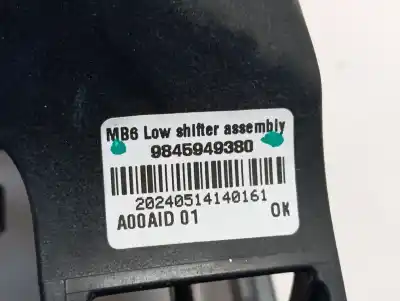 MB6 Low shifter assembly
9845949380
20240514140161
A00AID 01 OK